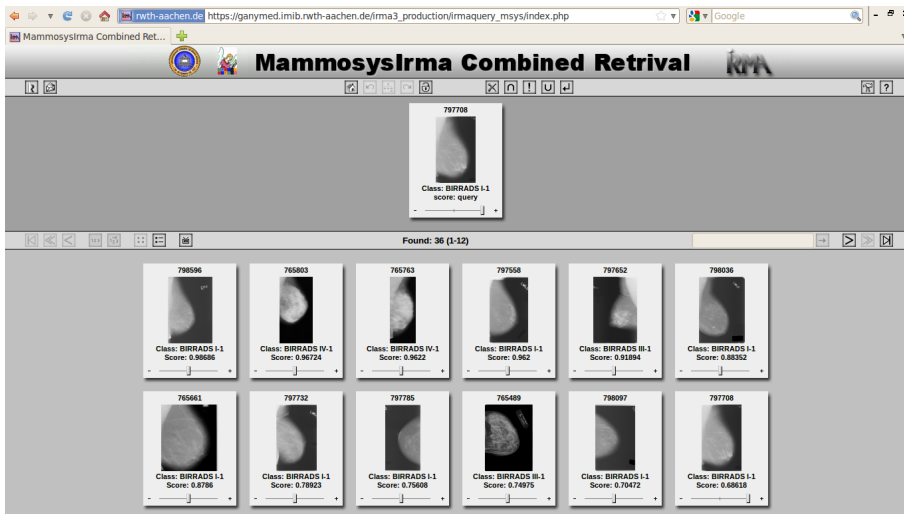 rwth-aachen.de https://ganymed.imib.rwth-aachen.de/irma3_production/irmaquery_msys/index.php
Google
MammosysIrma Combined Ret...
MammosysIrma Combined Retrival
IRMA
?
797708
Class: BIRRADS I-1
score: query
- +
Found: 36 (1-12)
798596 765803 765763 797558 797652 798036
Class: BIRRADS I-1 Class: BIRRADS IV-1 Class: BIRRADS IV-1 Class: BIRRADS I-1 Class: BIRRADS III-1 Class: BIRRADS I-1
Score: 0.98686 Score: 0.96724 Score: 0.9622 Score: 0.962 Score: 0.91894 Score: 0.88352
- + - + - + - + - + - +
765661 797732 797785 765489 798097 797708
Class: BIRRADS I-1 Class: BIRRADS I-1 Class: BIRRADS I-1 Class: BIRRADS III-1 Class: BIRRADS I-1 Class: BIRRADS I-1
Score: 0.8786 Score: 0.78923 Score: 0.75608 Score: 0.74975 Score: 0.70472 Score: 0.68618
- + - + - + - + - + - +